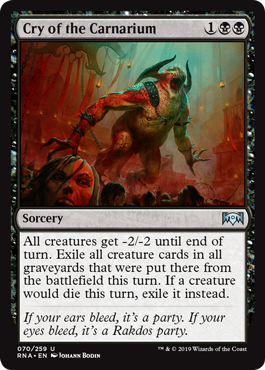 Cry of the Carnarium 1
Sorcery
All creatures get -2/-2 until end of
turn. Exile all creature cards in all
graveyards that were put there from
the battlefield this turn. If a creature
would die this turn, exile it instead.
If your ears bleed, it's a party. If your
eyes bleed, it's a Rakdos party.
070/259 U
RNA • EN Johann Bodin
™ & © 2019 Wizards of the Coast